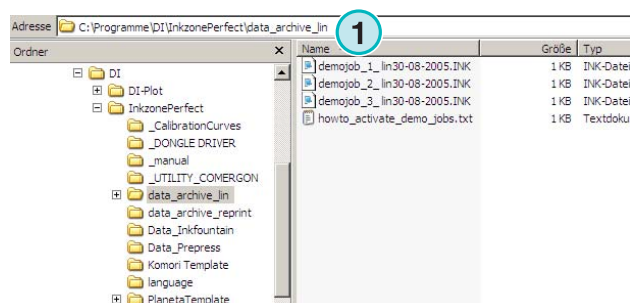 Adresse C:\Programme\DI\InkzonePerfect\data_archive_lin
1
Ordner x Name Größe Typ
DI
DI-Plot
InkzonePerfect
_CalibrationCurves
_DONGLE DRIVER
_manual
_UTILITY_COMERGON
data_archive_lin
data_archive_reprint
Data_Inkfountain
Data_Prepress
Komori Template
language
PlanetaTemplate
demojob_1_lin30-08-2005.INK 1 KB INK-Datei
demojob_2_lin30-08-2005.INK 1 KB INK-Datei
demojob_3_lin30-08-2005.INK 1 KB INK-Datei
howto_activate_demo_jobs.txt 1 KB Textdoku